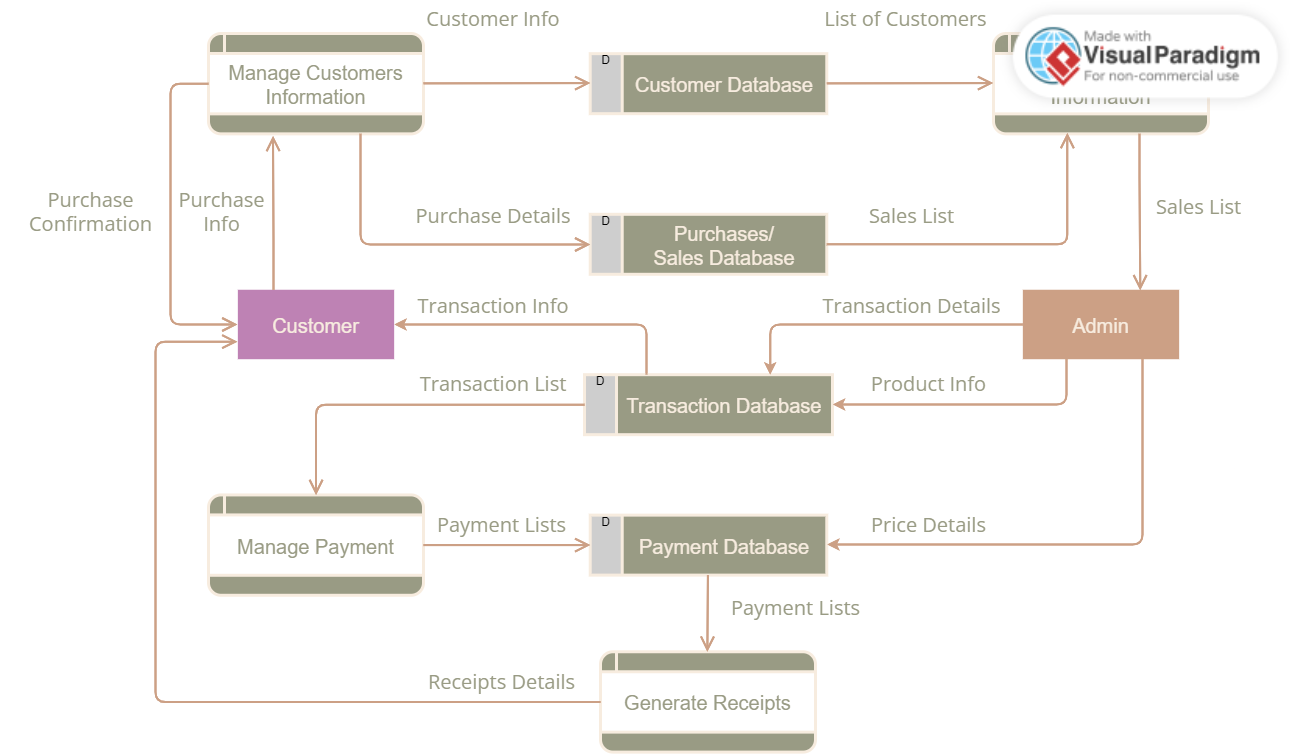 Customer Info
List of Customers
Made with
Visual Paradigm
For non-commercial use
D
Manage Customers
Information
Customer Database
Information
Purchase
Confirmation
Purchase
Info
Purchase Details
D
Purchases/
Sales Database
Sales List
Sales List
Customer
Transaction Info
Transaction Details
Admin
Transaction List
D
Transaction Database
Product Info
Manage Payment
Payment Lists
D
Payment Database
Price Details
Payment Lists
Receipts Details
Generate Receipts